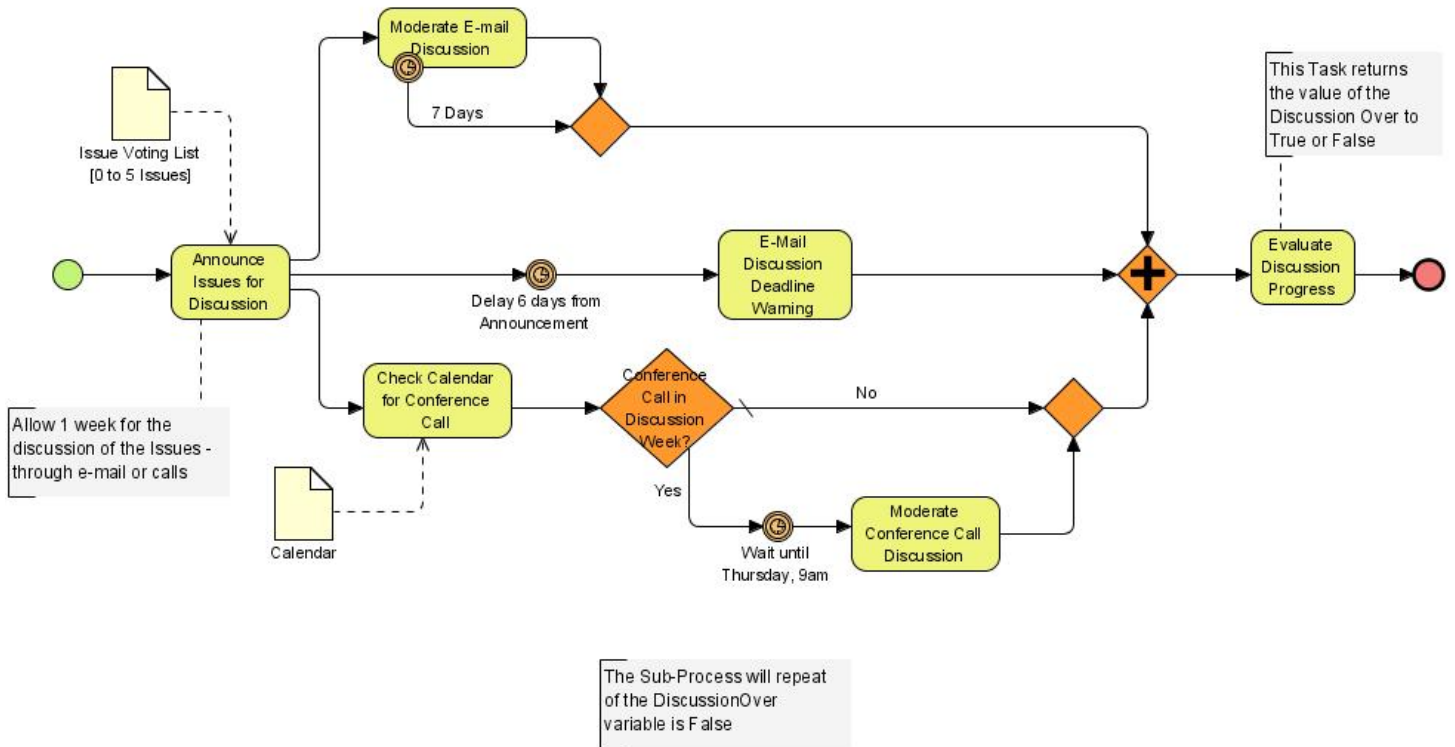 Moderate E-mail
Discussion
7 Days
This Task returns
the value of the
Discussion Over to
True or False
Issue Voting List
[0 to 5 Issues]
Announce
Issues for
Discussion
Delay 6 days from
Announcement
E-Mail
Discussion
Deadline
Warning
Evaluate
Discussion
Progress
Check Calendar
for Conference
Call
Conference
Call in
Discussion
Week?
No
Yes
Allow 1 week for the
discussion of the Issues -
through e-mail or calls
Calendar
Wait until
Thursday, 9am
Moderate
Conference Call
Discussion
The Sub-Process will repeat
of the DiscussionOver
variable is False